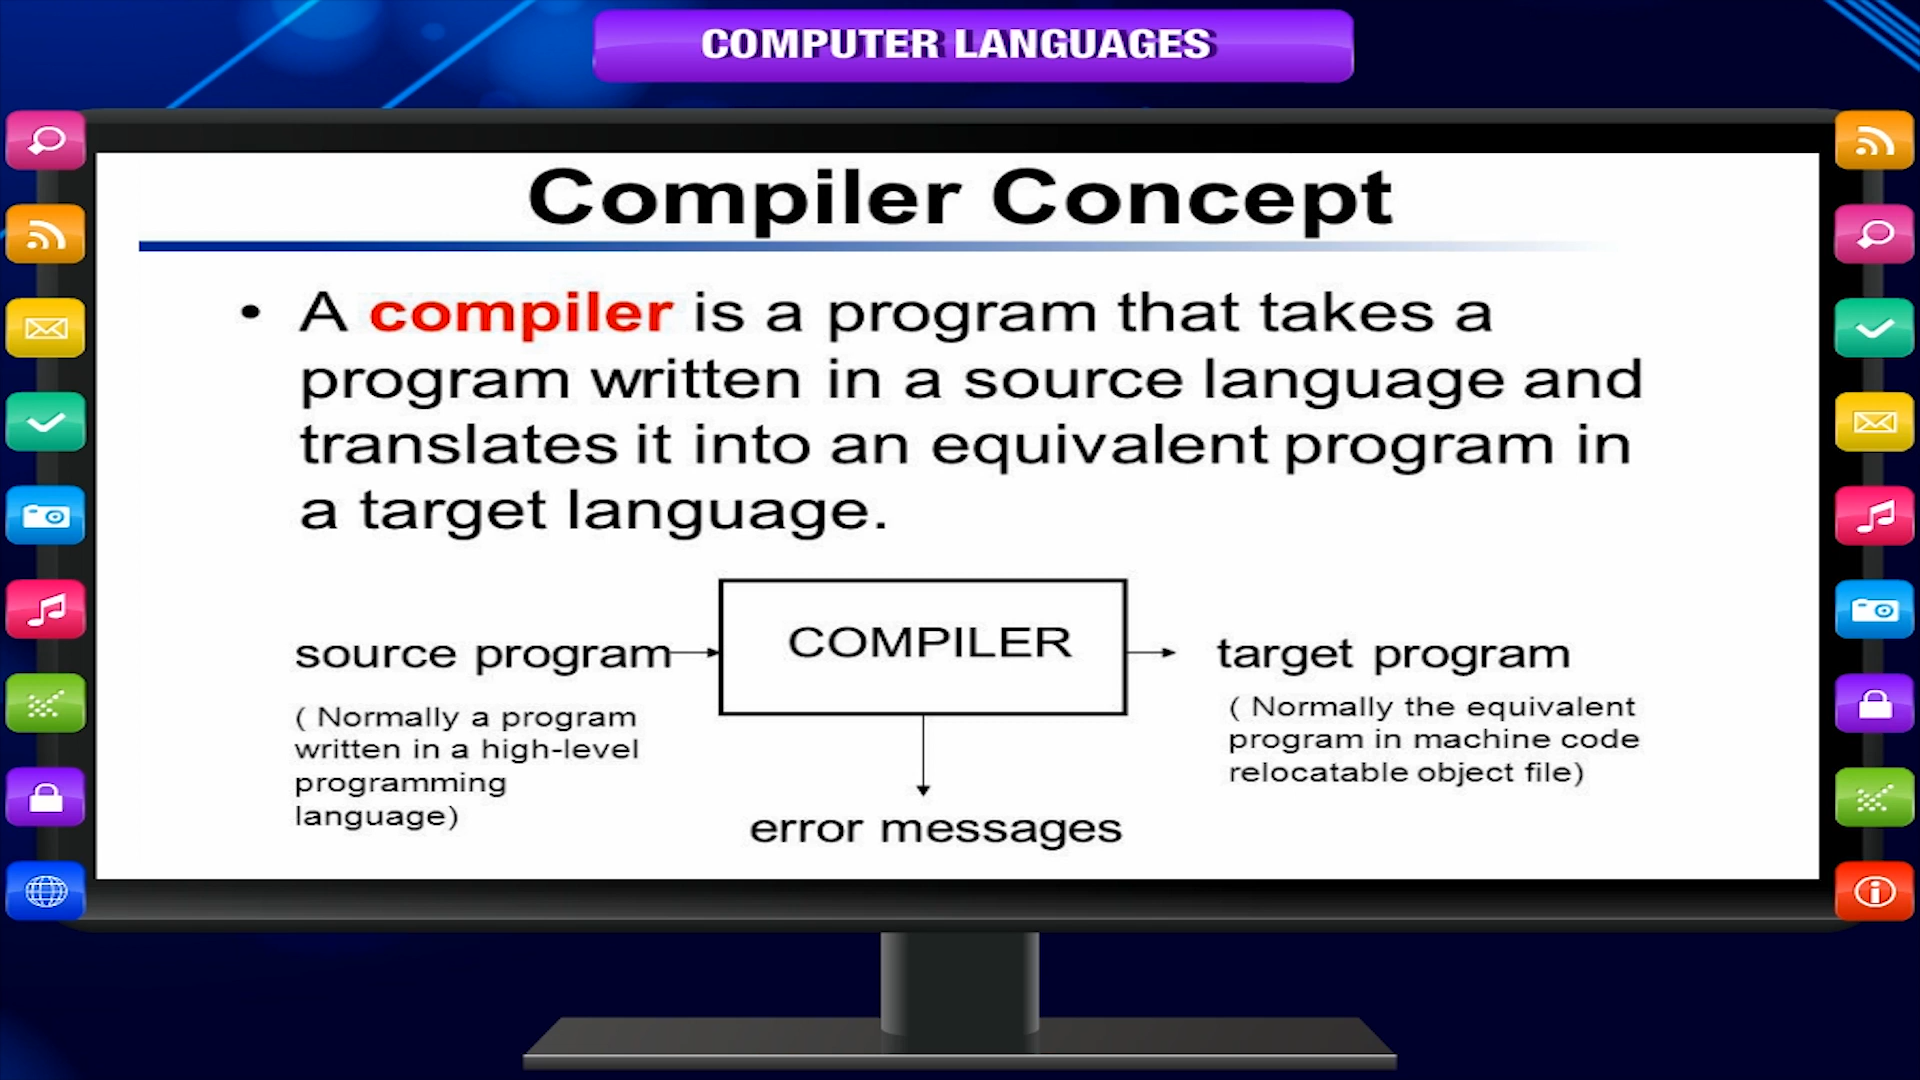 COMPUTER LANGUAGES
Compiler Concept
• A compiler is a program that takes a
program written in a source language and
translates it into an equivalent program in
a target language.
source program
COMPILER
target program
( Normally a program
written in a high-level
programming
language)
( Normally the equivalent
program in machine code
relocatable object file)
error messages